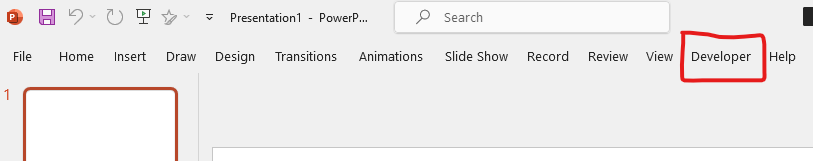 Presentation1 - PowerP... Search
File Home Insert Draw Design Transitions Animations Slide Show Record Review View Developer Help
1